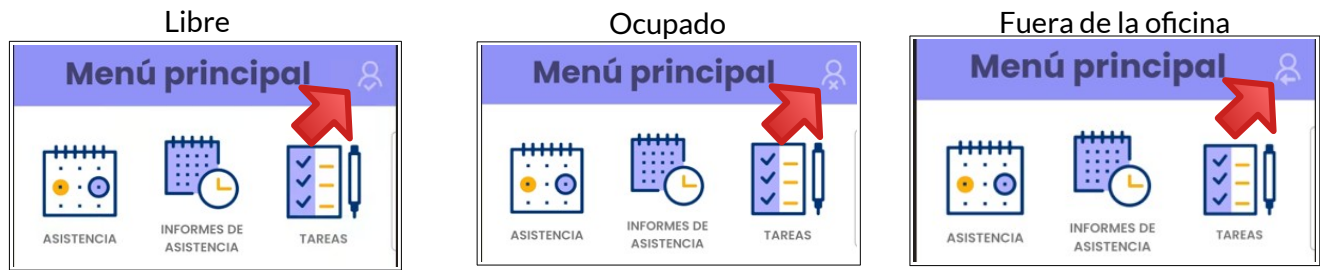 Libre
Menú principal
ASISTENCIA
INFORMES DE
ASISTENCIA
TAREAS
Ocupado
Menú principal
ASISTENCIA
INFORMES DE
ASISTENCIA
TAREAS
Fuera de la oficina
Menú principal
ASISTENCIA
INFORMES DE
ASISTENCIA
TAREAS